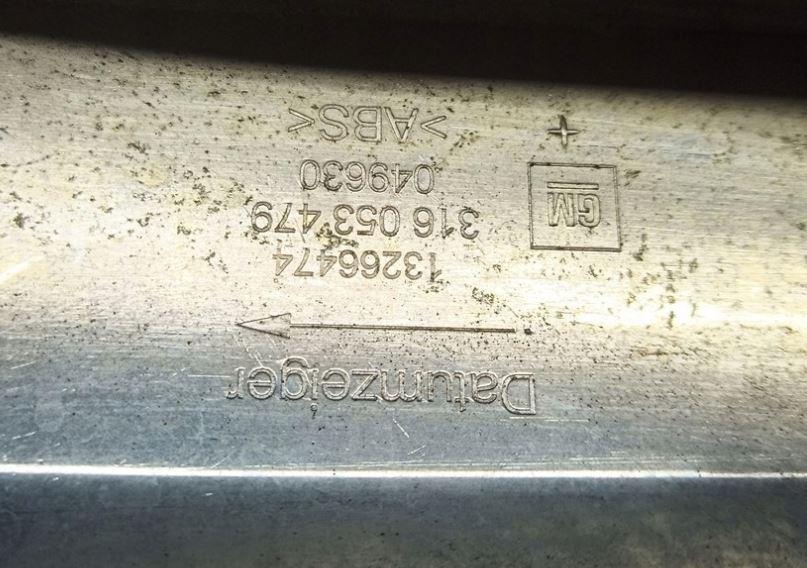 Datumzeiger
13266474
GM 316 053 479
049630
>ABS<